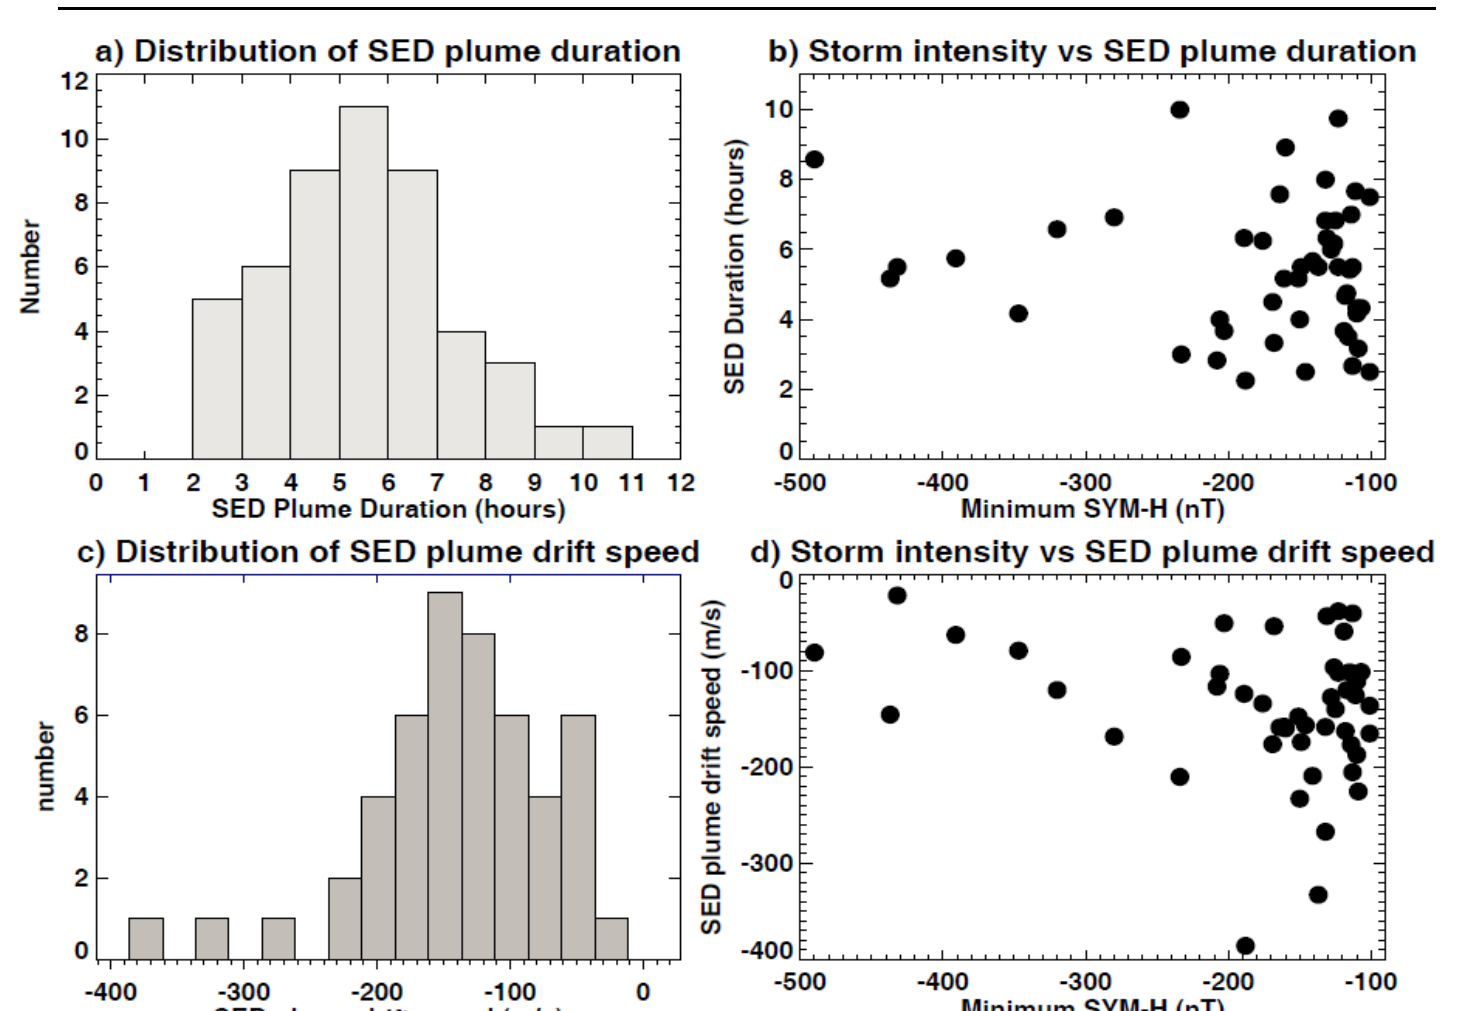 a) Distribution of SED plume duration
12
10
8
6
4
2
0
Number
0 1 2 3 4 5 6 7 8 9 10 11 12
SED Plume Duration (hours)
b) Storm intensity vs SED plume duration
10
8
6
4
2
0
SED Duration (hours)
-500 -400 -300 -200 -100
Minimum SYM-H (nT)
c) Distribution of SED plume drift speed
8
6
4
2
0
number
-400 -300 -200 -100 0
d) Storm intensity vs SED plume drift speed
0
-100
-200
-300
-400
SED plume drift speed (m/s)
-500 -400 -300 -200 -100
Minimum SYM-H (nT)